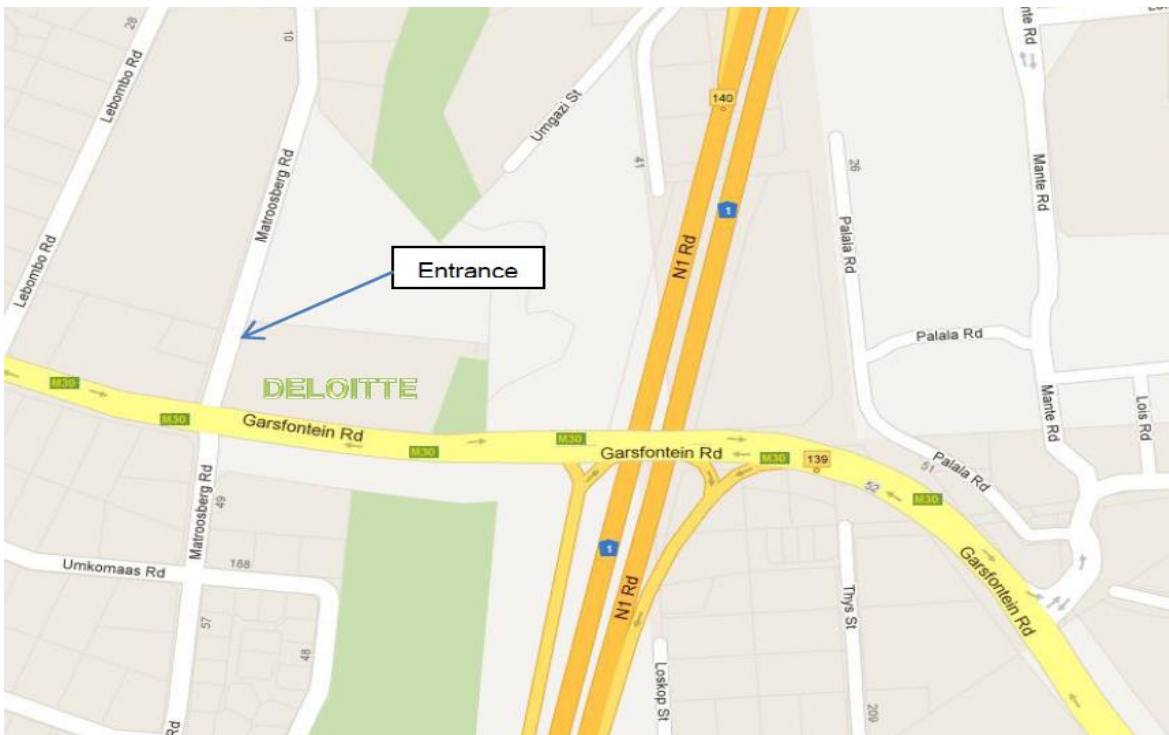 28
Lebombo Rd
10
Umgazi St
140
Mante Rd
41
26
Matroosberg Rd
1
Mante Rd
Palala Rd
N1 Rd
Lebombo Rd
Entrance
Palala Rd
M30
DELOITTE
M30
Garsfontein Rd
M30
M30
Garsfontein Rd
M30
139
Mante Rd
Lois Rd
51
Palala Rd
52
M30
Matroosberg Rd
49
1
Garsfontein Rd
Umkomaas Rd
188
N1 Rd
Thys St
57
48
Loskop St
209
Rd